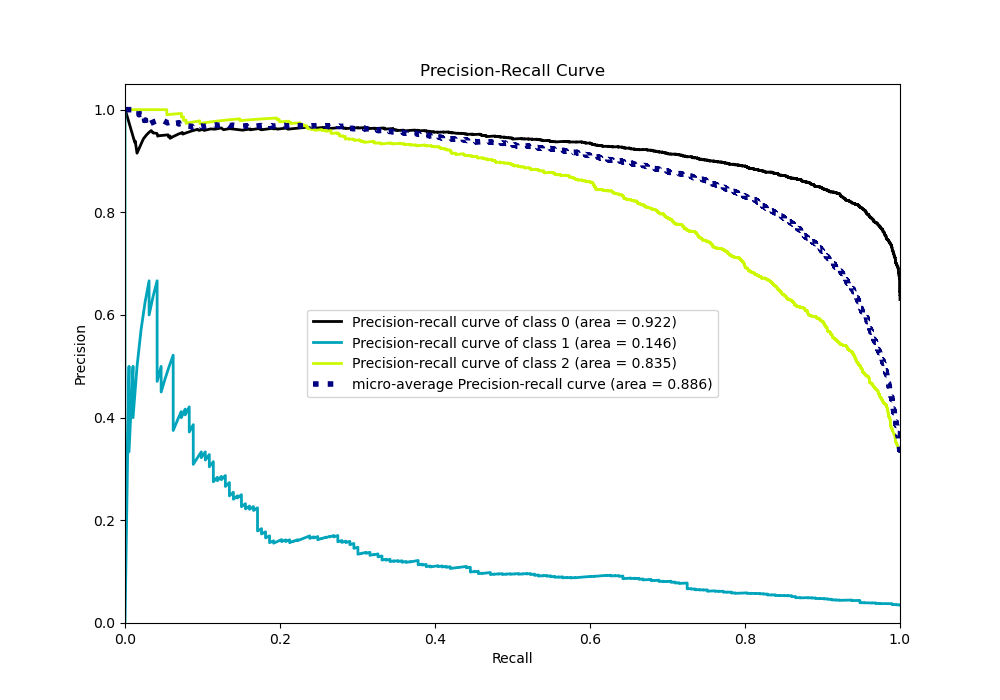 Precision-Recall Curve
1.0
0.8
0.6
0.4
0.2
0.0
Precision
Precision-recall curve of class 0 (area = 0.922)
Precision-recall curve of class 1 (area = 0.146)
Precision-recall curve of class 2 (area = 0.835)
micro-average Precision-recall curve (area = 0.886)
0.0 0.2 0.4 0.6 0.8 1.0
Recall